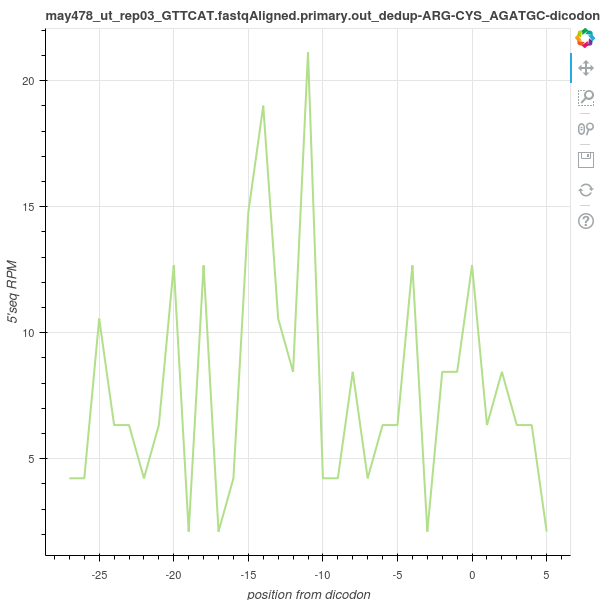 may478_ut_rep03_GTTCAT.fastqAligned.primary.out_dedup-ARG-CYS_AGATGC-dicodon
20
15
10
5
5'seq RPM
-25 -20 -15 -10 -5 0 5
position from dicodon